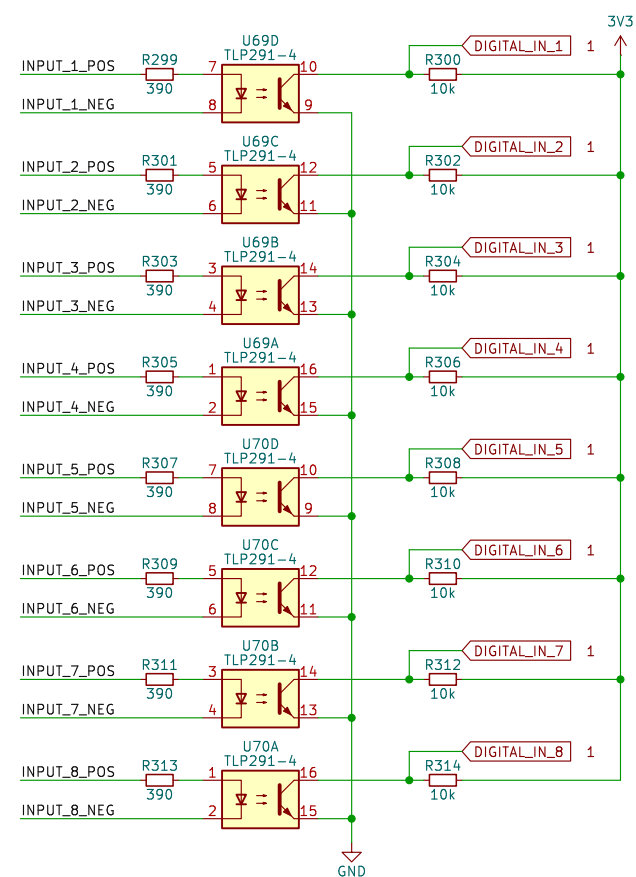 3V3
U69D
TLP291-4
DIGITAL_IN_1 1
INPUT_1_POS R299 7 10 R300
390 10k
INPUT_1_NEG 8 9
U69C
TLP291-4
DIGITAL_IN_2 1
INPUT_2_POS R301 5 12 R302
390 10k
INPUT_2_NEG 6 11
U69B
TLP291-4
DIGITAL_IN_3 1
INPUT_3_POS R303 3 14 R304
390 10k
INPUT_3_NEG 4 13
U69A
TLP291-4
DIGITAL_IN_4 1
INPUT_4_POS R305 1 16 R306
390 10k
INPUT_4_NEG 2 15
U70D
TLP291-4
DIGITAL_IN_5 1
INPUT_5_POS R307 7 10 R308
390 10k
INPUT_5_NEG 8 9
U70C
TLP291-4
DIGITAL_IN_6 1
INPUT_6_POS R309 5 12 R310
390 10k
INPUT_6_NEG 6 11
U70B
TLP291-4
DIGITAL_IN_7 1
INPUT_7_POS R311 3 14 R312
390 10k
INPUT_7_NEG 4 13
U70A
TLP291-4
DIGITAL_IN_8 1
INPUT_8_POS R313 1 16 R314
390 10k
INPUT_8_NEG 2 15
GND